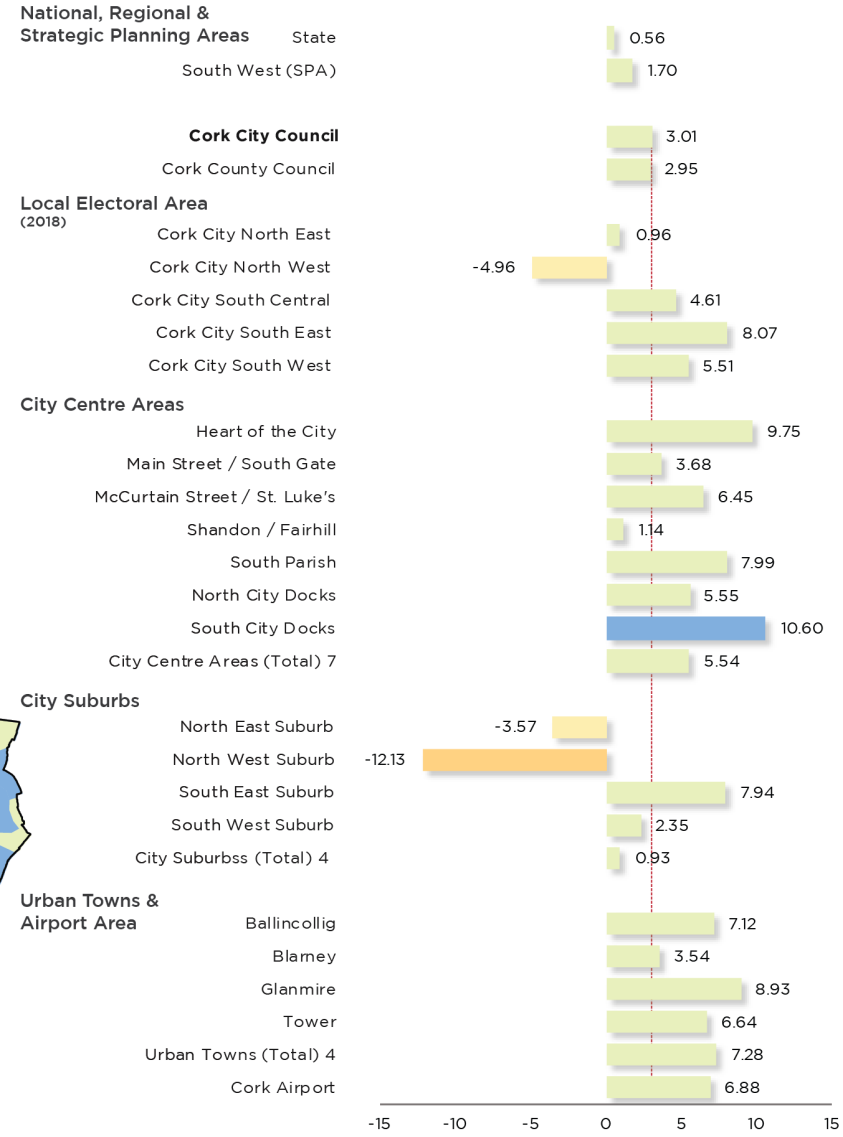 National, Regional &
Strategic Planning Areas
State 0.56
South West (SPA) 1.70
Cork City Council 3.01
Cork County Council 2.95
Local Electoral Area
(2018)
Cork City North East 0.96
Cork City North West -4.96
Cork City South Central 4.61
Cork City South East 8.07
Cork City South West 5.51
City Centre Areas
Heart of the City 9.75
Main Street / South Gate 3.68
McCurtain Street / St. Luke's 6.45
Shandon / Fairhill 1.14
South Parish 7.99
North City Docks 5.55
South City Docks 10.60
City Centre Areas (Total) 7 5.54
City Suburbs
North East Suburb -3.57
North West Suburb -12.13
South East Suburb 7.94
South West Suburb 2.35
City Suburbss (Total) 4 0.93
Urban Towns &
Airport Area
Ballincollig 7.12
Blarney 3.54
Glanmire 8.93
Tower 6.64
Urban Towns (Total) 4 7.28
Cork Airport 6.88
-15 -10 -5 0 5 10 15